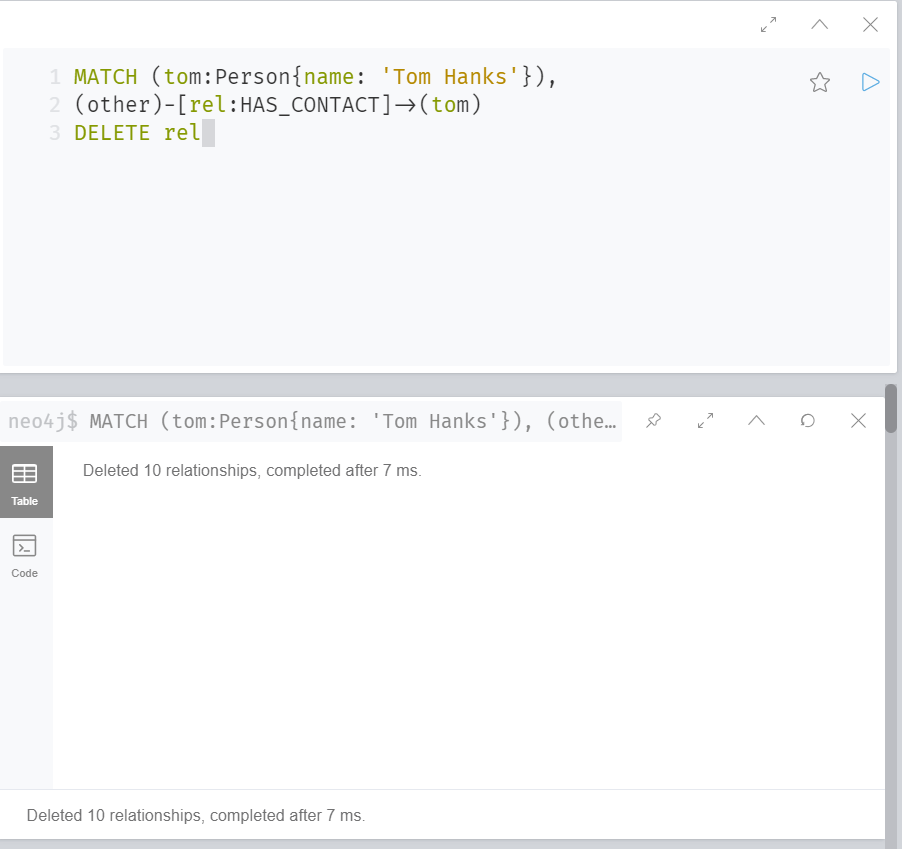 1 MATCH (tom:Person{name: 'Tom Hanks'}),
2 (other)-[rel:HAS_CONTACT]→(tom)
3 DELETE rel
neo4j$ MATCH (tom:Person{name: 'Tom Hanks'}), (othe…
Table
Deleted 10 relationships, completed after 7 ms.
Code
Deleted 10 relationships, completed after 7 ms.